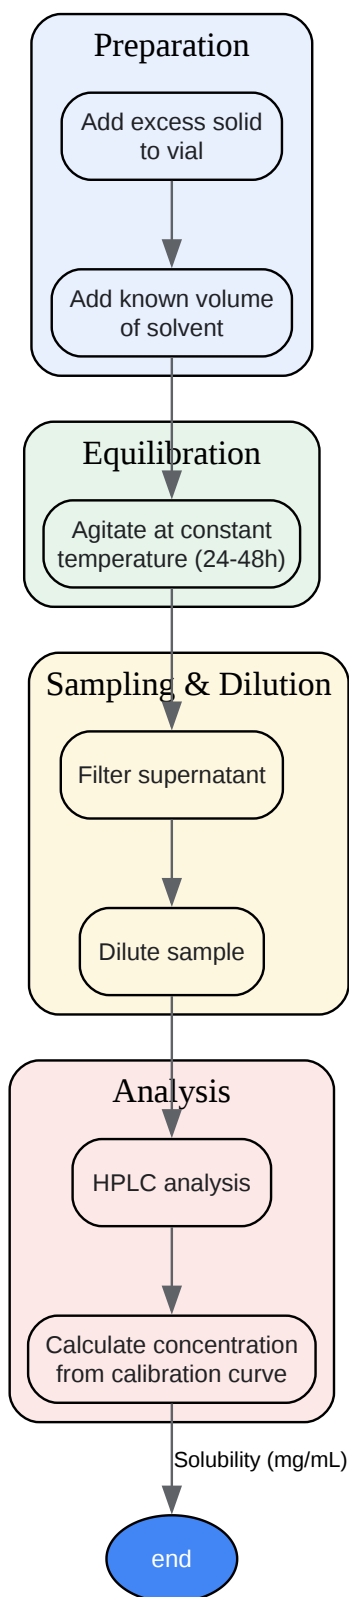 Preparation
Add excess solid
to vial
Add known volume
of solvent
Equilibration
Agitate at constant
temperature (24-48h)
Sampling & Dilution
Filter supernatant
Dilute sample
Analysis
HPLC analysis
Calculate concentration
from calibration curve
Solubility (mg/mL)
end